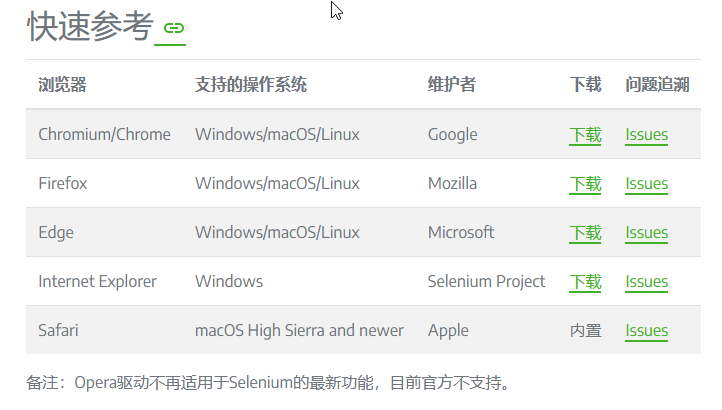 快速参考
浏览器 支持的操作系统 维护者 下载 问题追溯
Chromium/Chrome Windows/macOS/Linux Google 下载 Issues
Firefox Windows/macOS/Linux Mozilla 下载 Issues
Edge Windows/macOS/Linux Microsoft 下载 Issues
Internet Explorer Windows Selenium Project 下载 Issues
Safari macOS High Sierra and newer Apple 内置 Issues
备注：Opera驱动不再适用于Selenium的最新功能，目前官方不支持。